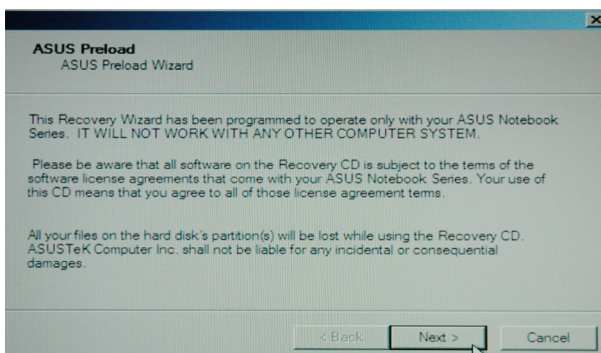 ASUS Preload
ASUS Preload Wizard
This Recovery Wizard has been programmed to operate only with your ASUS Notebook
Series. IT WILL NOT WORK WITH ANY OTHER COMPUTER SYSTEM.
Please be aware that all software on the Recovery CD is subject to the terms of the
software license agreements that come with your ASUS Notebook Series. Your use of
this CD means that you agree to all of those license agreement terms.
All your files on the hard disk's partition(s) will be lost while using the Recovery CD.
ASUSTeK Computer Inc. shall not be liable for any incidental or consequential
damages.
< Back Next > Cancel